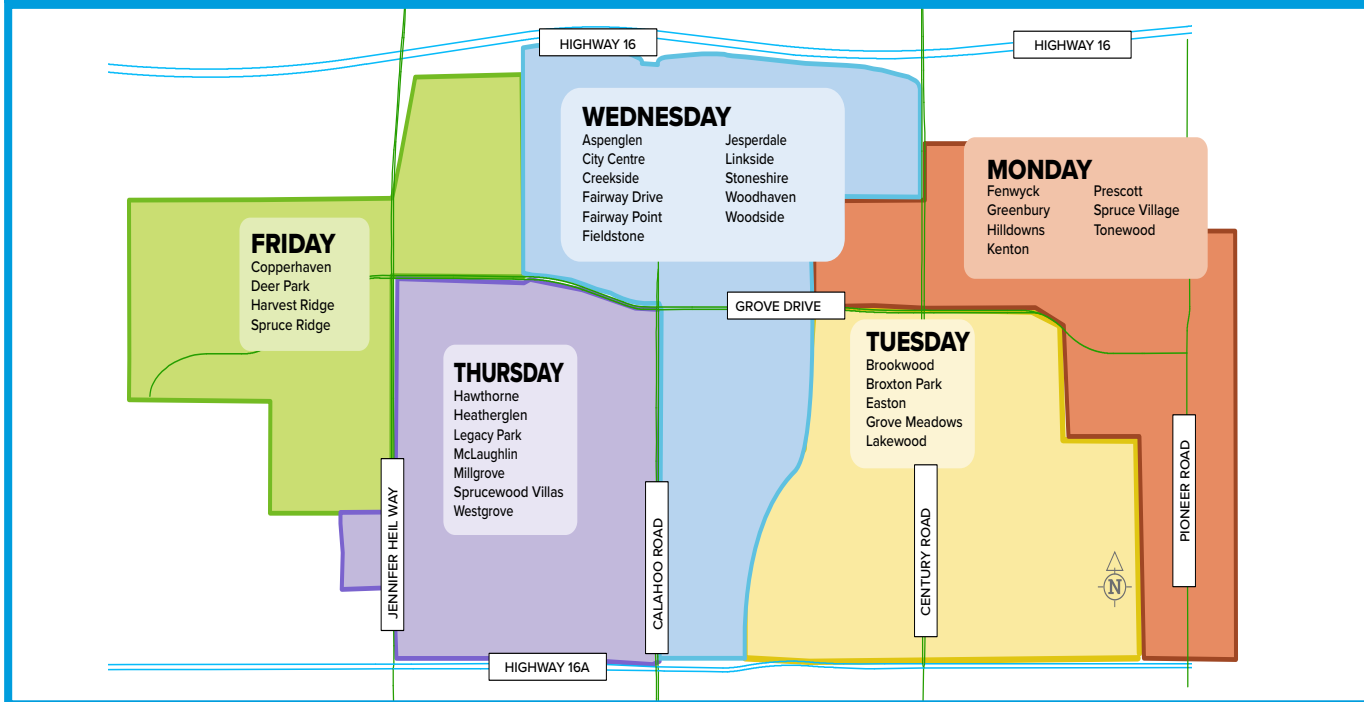 HIGHWAY 16
HIGHWAY 16
WEDNESDAY
Aspenglen
City Centre
Creekside
Fairway Drive
Fairway Point
Fieldstone
Jesperdale
Linkside
Stoneshire
Woodhaven
Woodside
MONDAY
Fenwyck
Greenbury
Hilldowns
Kenton
Prescott
Spruce Village
Tonewood
FRIDAY
Copperhaven
Deer Park
Harvest Ridge
Spruce Ridge
GROVE DRIVE
THURSDAY
Hawthorne
Heatherglen
Legacy Park
McLaughlin
Millgrove
Sprucewood Villas
Westgrove
TUESDAY
Brookwood
Broxton Park
Easton
Grove Meadows
Lakewood
JENNIFER HEIL WAY
CALAHOO ROAD
CENTURY ROAD
PIONEER ROAD
N
HIGHWAY 16A